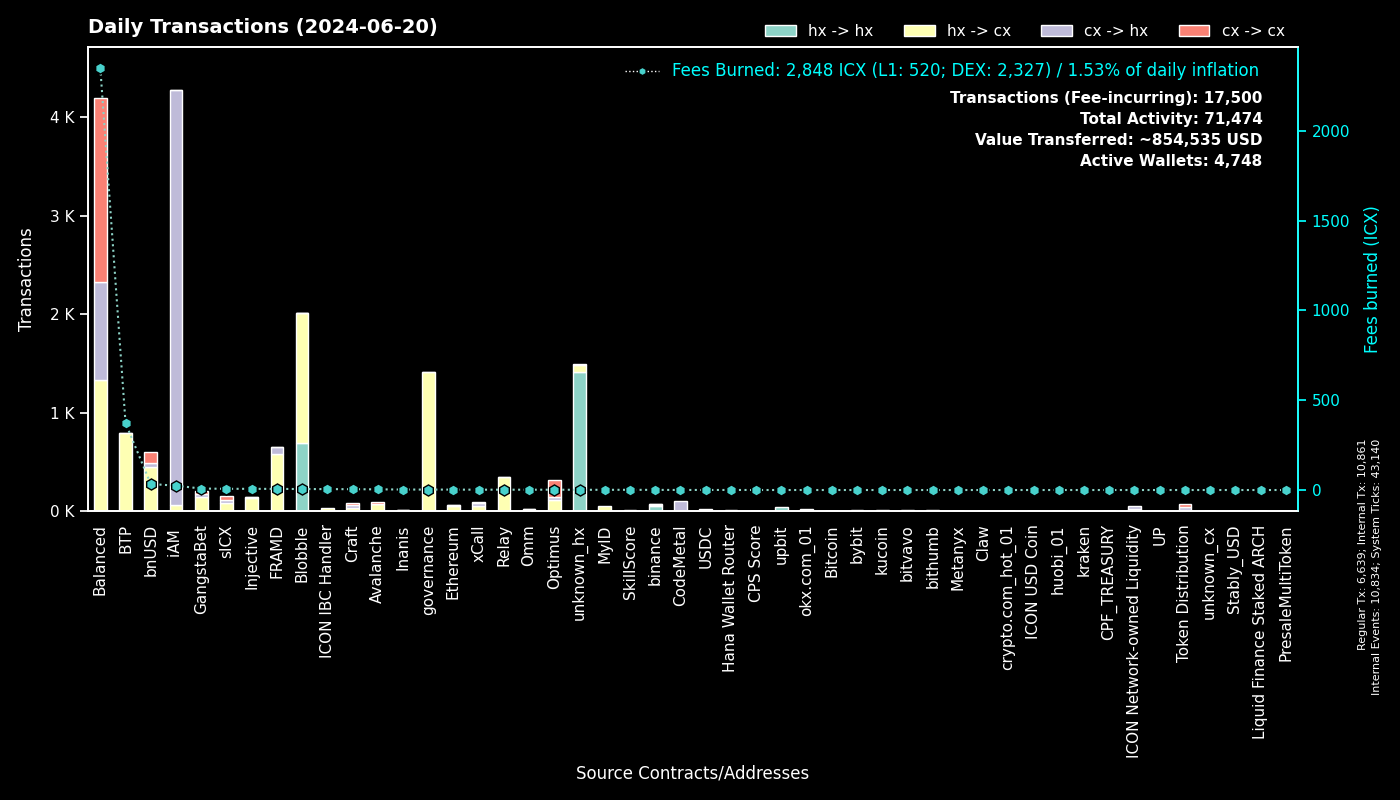 Daily Transactions (2024-06-20)
hx -> hx
hx -> cx
cx -> hx
cx -> cx
Fees Burned: 2,848 ICX (L1: 520; DEX: 2,327) / 1.53% of daily inflation
Transactions (Fee-incurring): 17,500
Total Activity: 71,474
Value Transferred: ~854,535 USD
Active Wallets: 4,748
Transactions
4 K
3 K
2 K
1 K
0 K
2000
1500
1000
500
0
Fees burned (ICX)
Balanced
BTP
bnUSD
iAM
GangstaBet
sICX
Injective
FRAMD
Blobble
ICON IBC Handler
Craft
Avalanche
Inanis
governance
Ethereum
xCall
Relay
Omm
Optimus
unknown_hx
MyID
SkillScore
binance
CodeMetal
USDC
Hana Wallet Router
CPS Score
upbit
okx.com_01
Bitcoin
bybit
kucoin
bitvavo
bithumb
Metanyx
Claw
crypto.com_hot_01
ICON USD Coin
huobi_01
kraken
CPF_TREASURY
ICON Network-owned Liquidity
UP
Token Distribution
unknown_cx
Stably_USD
Liquid Finance Staked ARCH
PresaleMultiToken
Source Contracts/Addresses
Regular Tx: 6,639; Internal Tx: 10,861
Internal Events: 10,834; System Ticks: 43,140